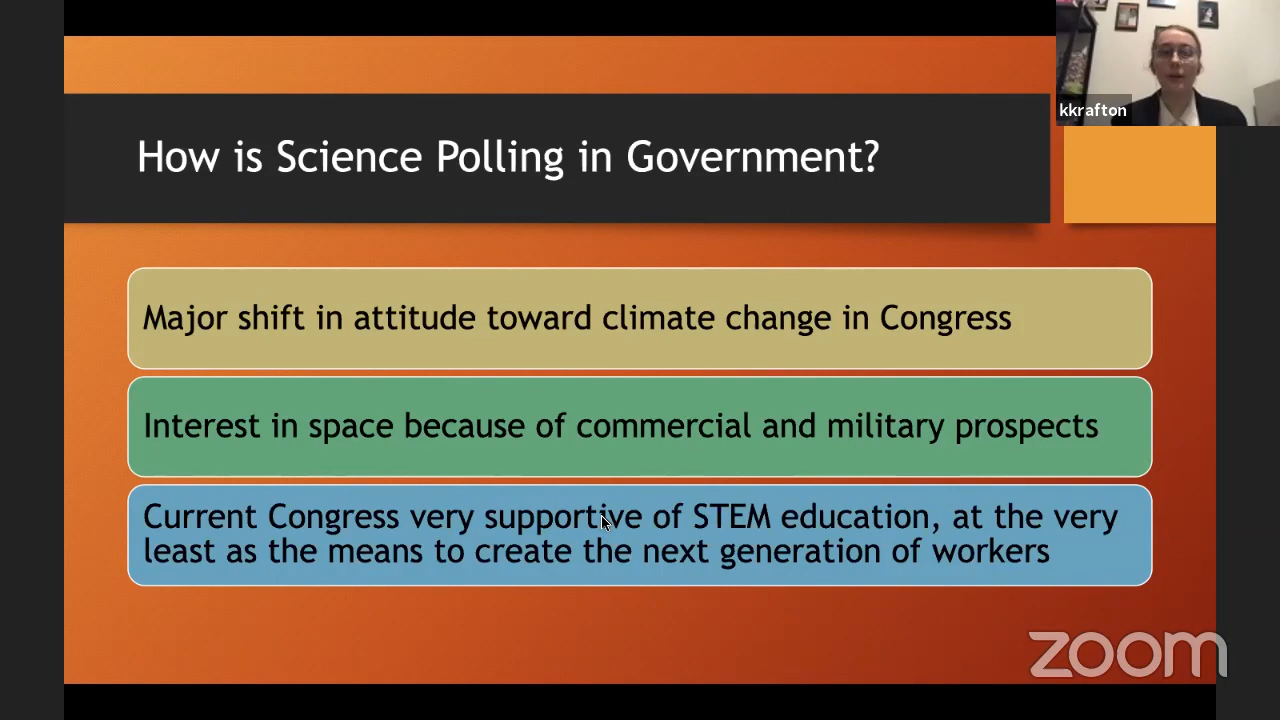 kkrafton
How is Science Polling in Government?
Major shift in attitude toward climate change in Congress
Interest in space because of commercial and military prospects
Current Congress very supportive of STEM education, at the very
least as the means to create the next generation of workers
zoom